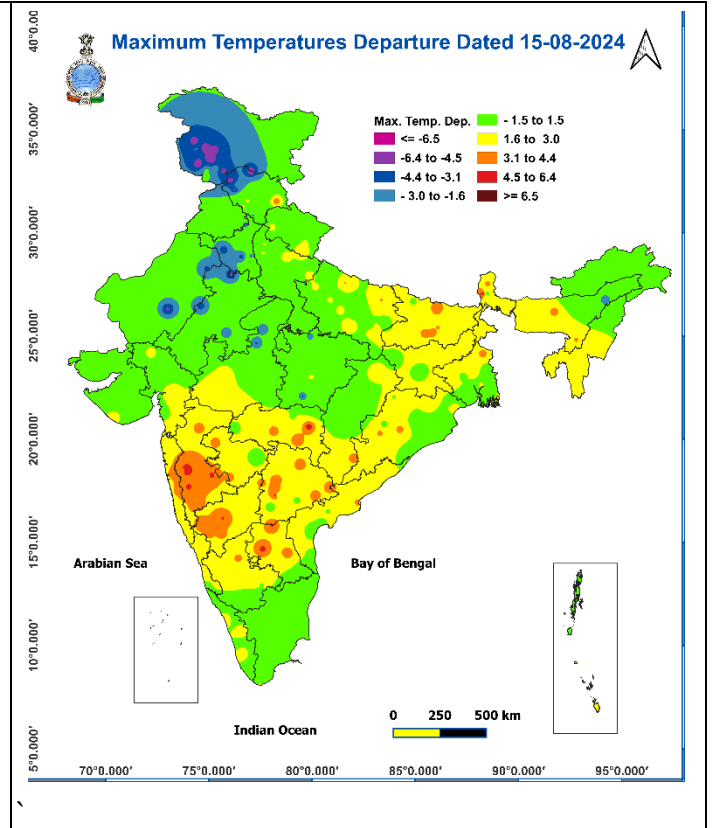 Maximum Temperatures Departure Dated 15-08-2024
Max. Temp. Dep.
<= -6.5
-6.4 to -4.5
-4.4 to -3.1
- 3.0 to -1.6
- 1.5 to 1.5
1.6 to 3.0
3.1 to 4.4
4.5 to 6.4
>= 6.5
40°0.000'
35°0.000'
30°0.000'
25°0.000'
20°0.000'
15°0.000'
10°0.000'
5°0.000'
Arabian Sea
Bay of Bengal
Indian Ocean
0 250 500 km
70°0.000' 75°0.000' 80°0.000' 85°0.000' 90°0.000' 95°0.000'
`